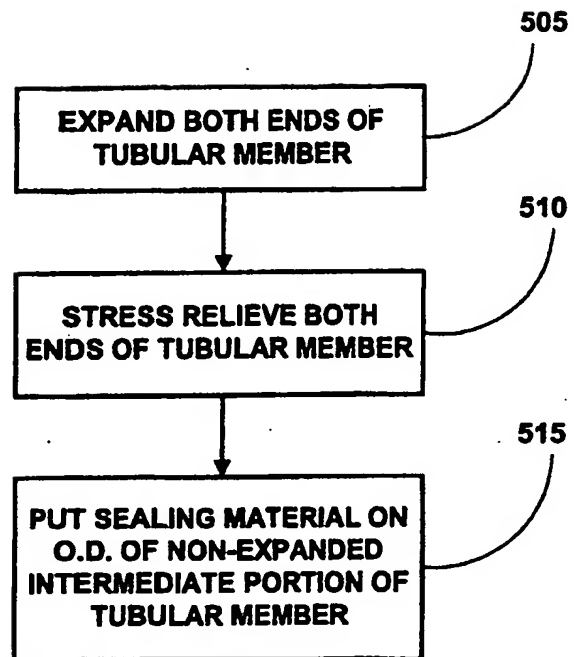 505
EXPAND BOTH ENDS OF
TUBULAR MEMBER
510
STRESS RELIEVE BOTH
ENDS OF TUBULAR MEMBER
515
PUT SEALING MATERIAL ON
O.D. OF NON-EXPANDED
INTERMEDIATE PORTION OF
TUBULAR MEMBER